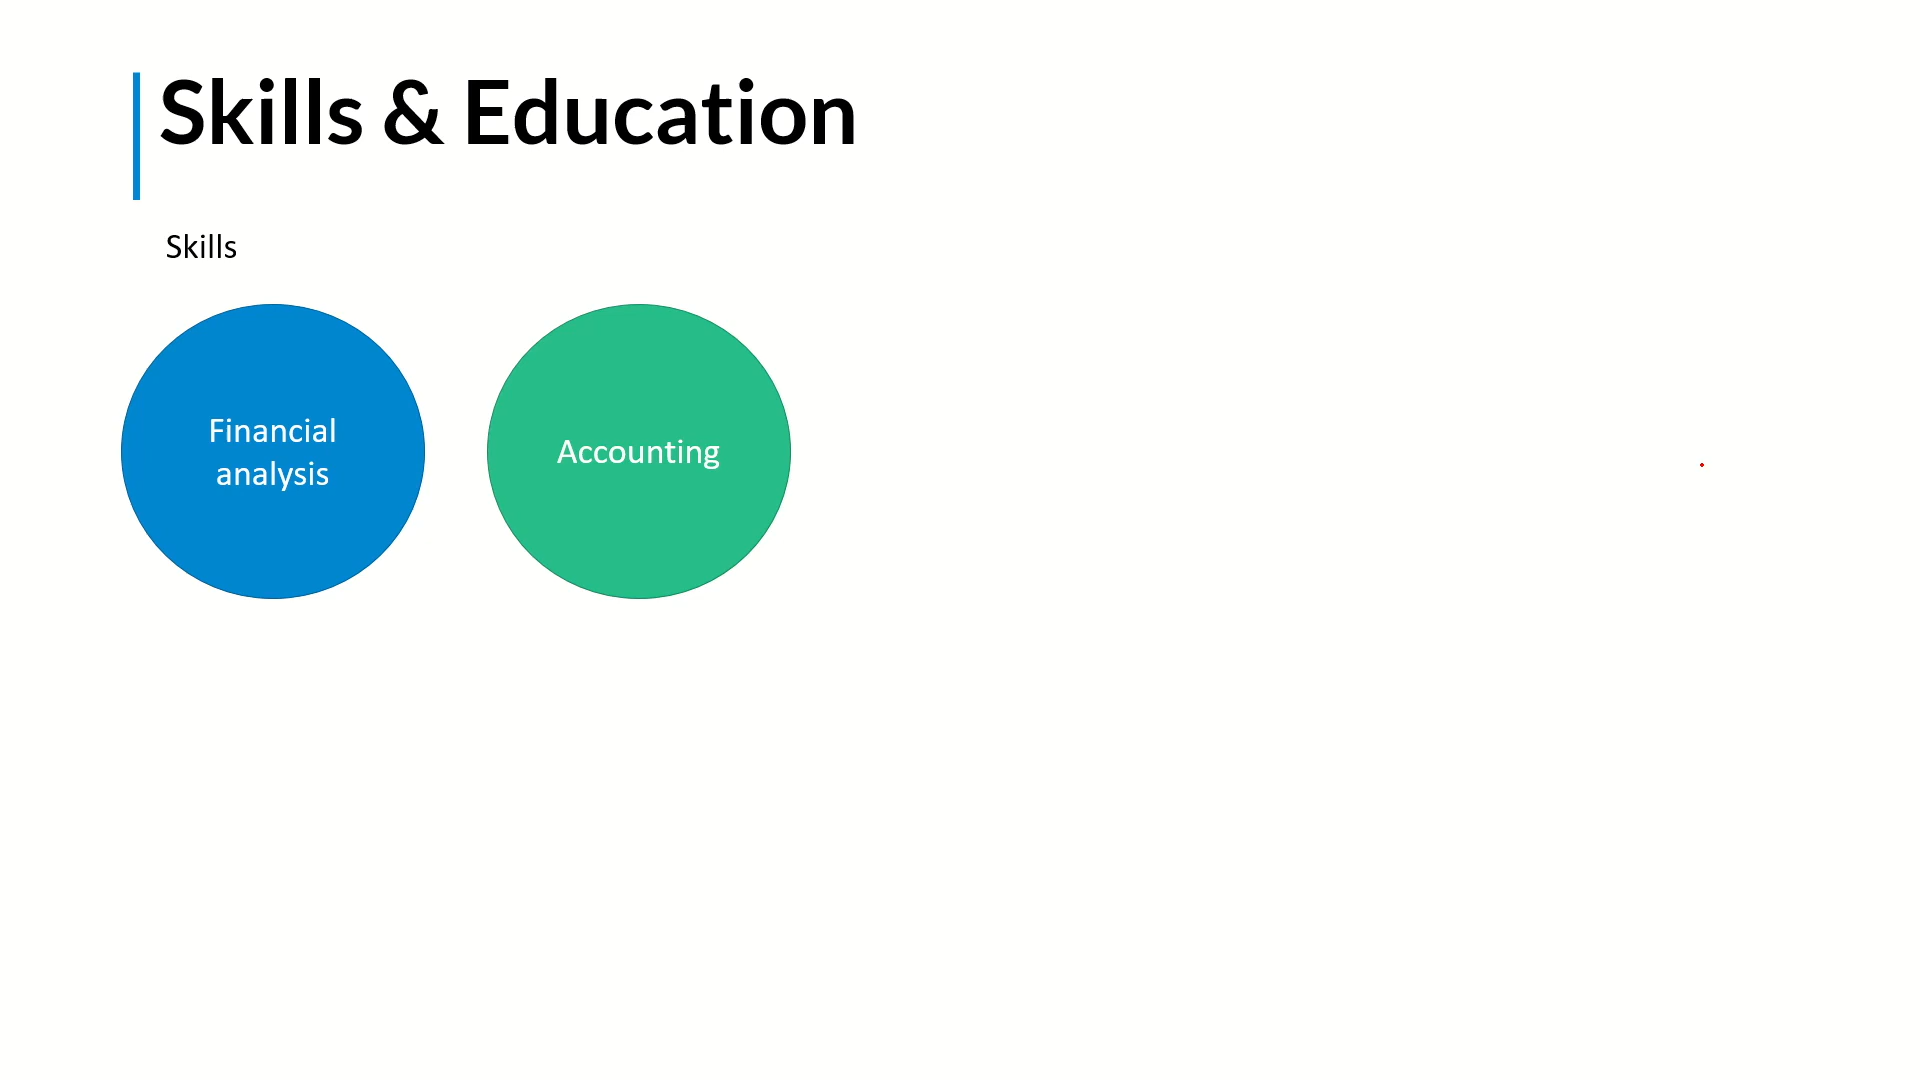 Skills & Education
Skills
Financial
analysis
Accounting